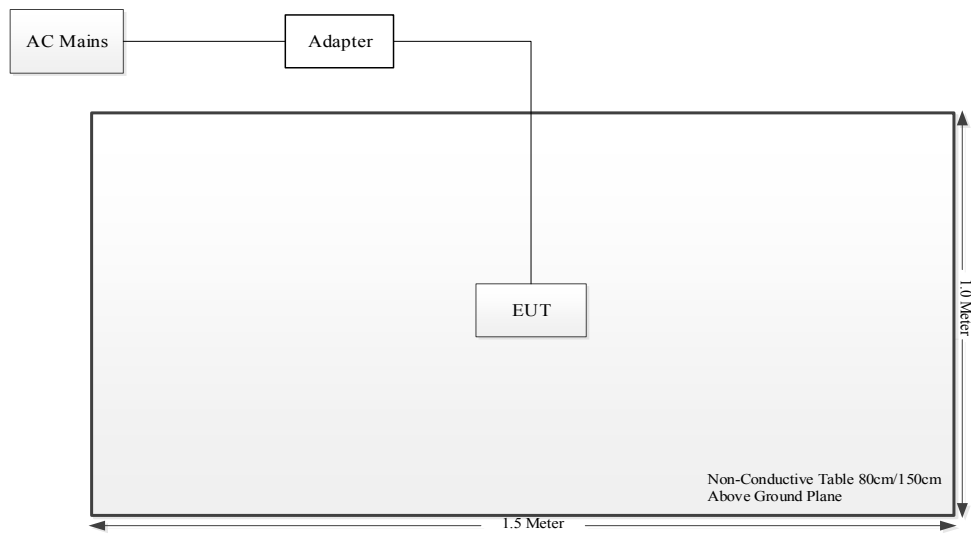 AC Mains
Adapter
EUT
1.0 Meter
Non-Conductive Table 80cm/150cm
Above Ground Plane
1.5 Meter